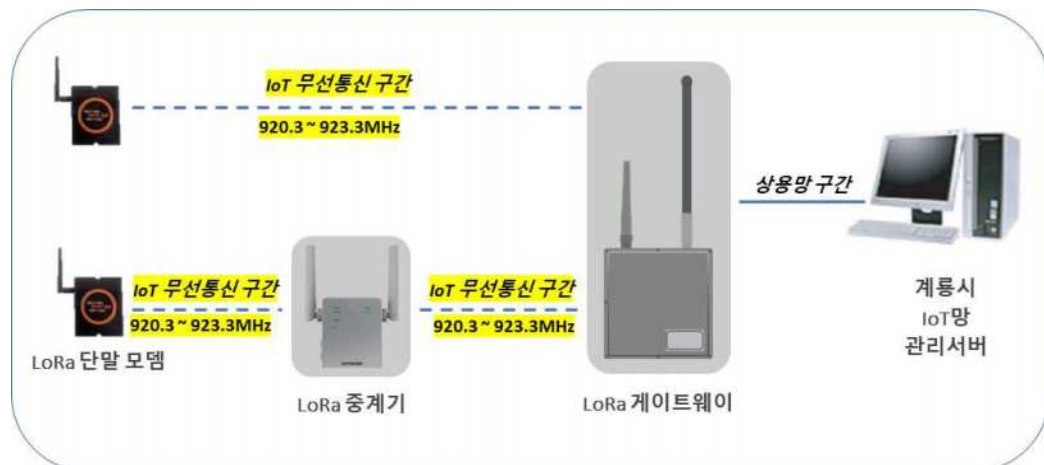 IoT 무선통신 구간
920.3 ~ 923.3MHz
상용망 구간
IoT 무선통신 구간
920.3 ~ 923.3MHz
IoT 무선통신 구간
920.3 ~ 923.3MHz
LoRa 단말 모뎀
LoRa 중계기
LoRa 게이트웨이
계룡시
IoT망
관리서버